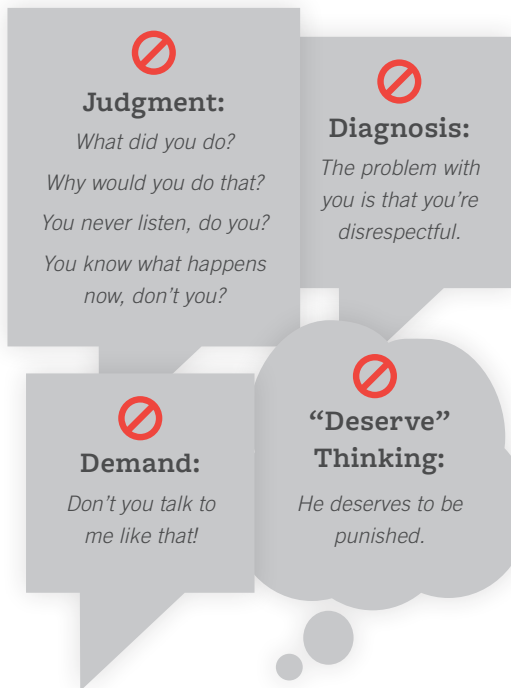 Judgment:
What did you do?
Why would you do that?
You never listen, do you?
You know what happens
now, don’t you?
Diagnosis:
The problem with
you is that you’re
disrespectful.
Demand:
Don’t you talk to
me like that!
“Deserve”
Thinking:
He deserves to be
punished.